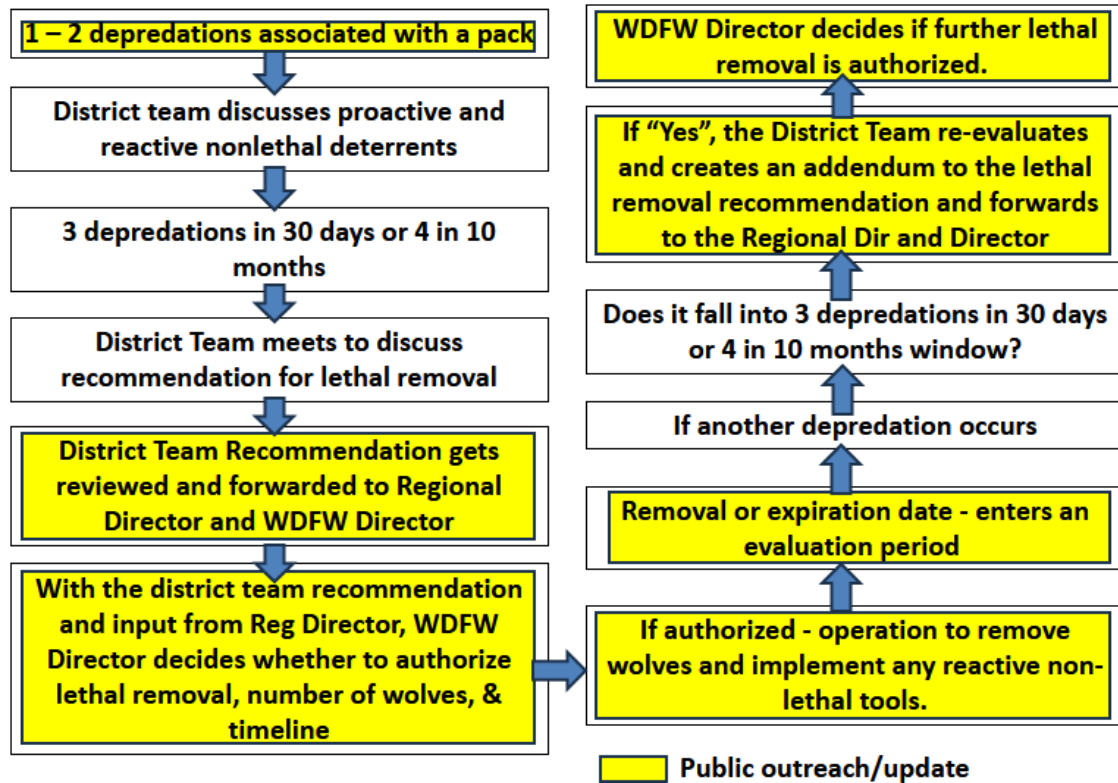 1 – 2 depredations associated with a pack
District team discusses proactive and
reactive nonlethal deterrents
3 depredations in 30 days or 4 in 10
months
District Team meets to discuss
recommendation for lethal removal
District Team Recommendation gets
reviewed and forwarded to Regional
Director and WDFW Director
With the district team recommendation
and input from Reg Director, WDFW
Director decides whether to authorize
lethal removal, number of wolves, &
timeline
If authorized - operation to remove
wolves and implement any reactive non-
lethal tools.
Removal or expiration date - enters an
evaluation period
If another depredation occurs
Does it fall into 3 depredations in 30 days
or 4 in 10 months window?
If “Yes”, the District Team re-evaluates
and creates an addendum to the lethal
removal recommendation and forwards
to the Regional Dir and Director
WDFW Director decides if further lethal
removal is authorized.
Public outreach/update